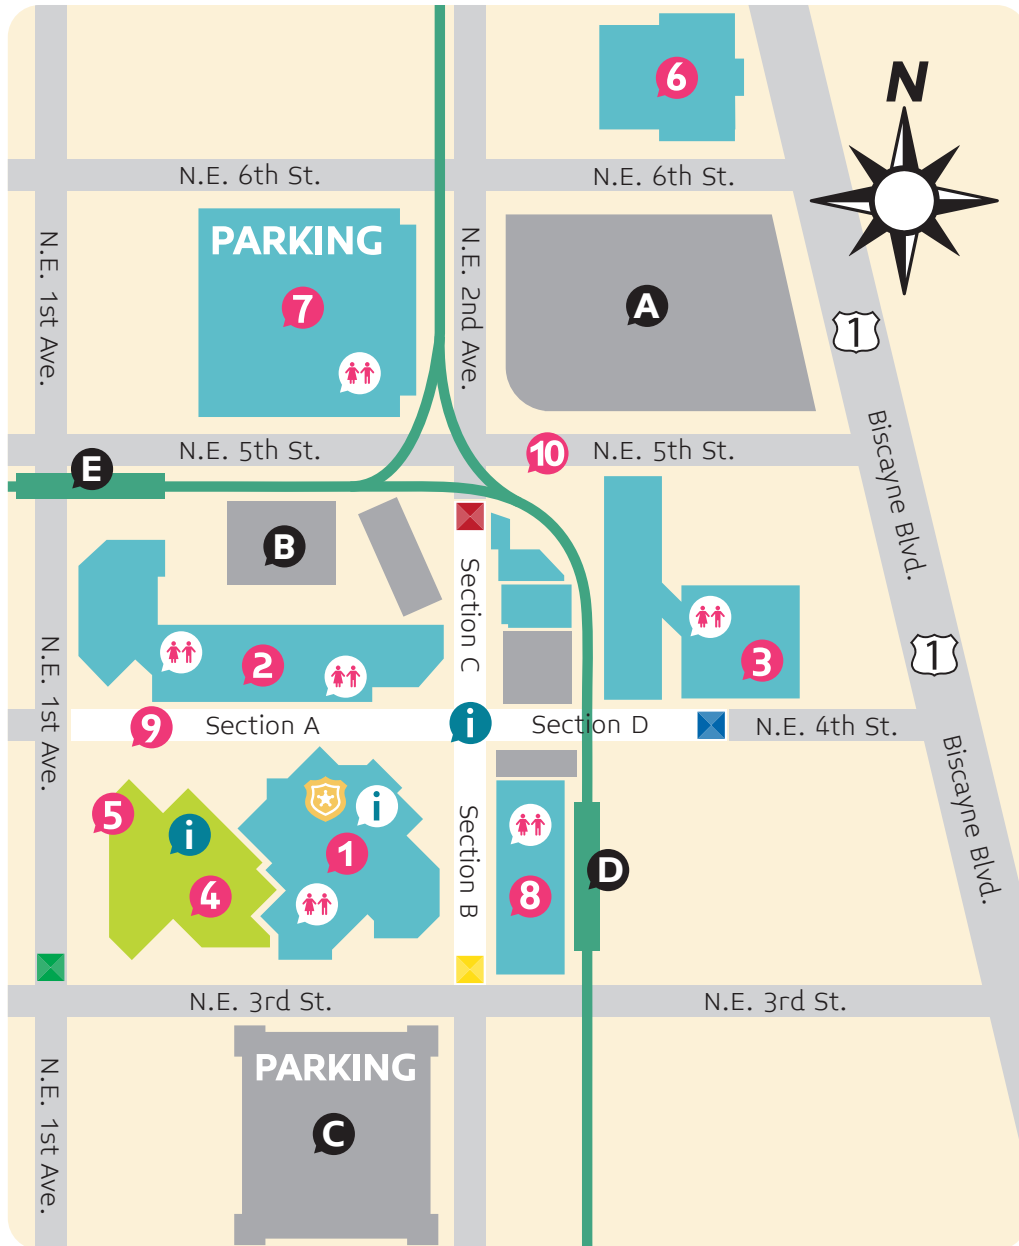 6
N
N.E. 6th St.
N.E. 6th St.
PARKING
N.E. 1st Ave.
N.E. 2nd Ave.
7
A
1
Biscayne Blvd.
N.E. 5th St.
10
N.E. 5th St.
E
B
Section C
N.E. 1st Ave.
2
3
1
9
Section A
i
Section D
N.E. 4th St.
Biscayne Blvd.
5
i
i
1
4
Section B
8
D
N.E. 3rd St.
N.E. 3rd St.
PARKING
N.E. 1st Ave.
C